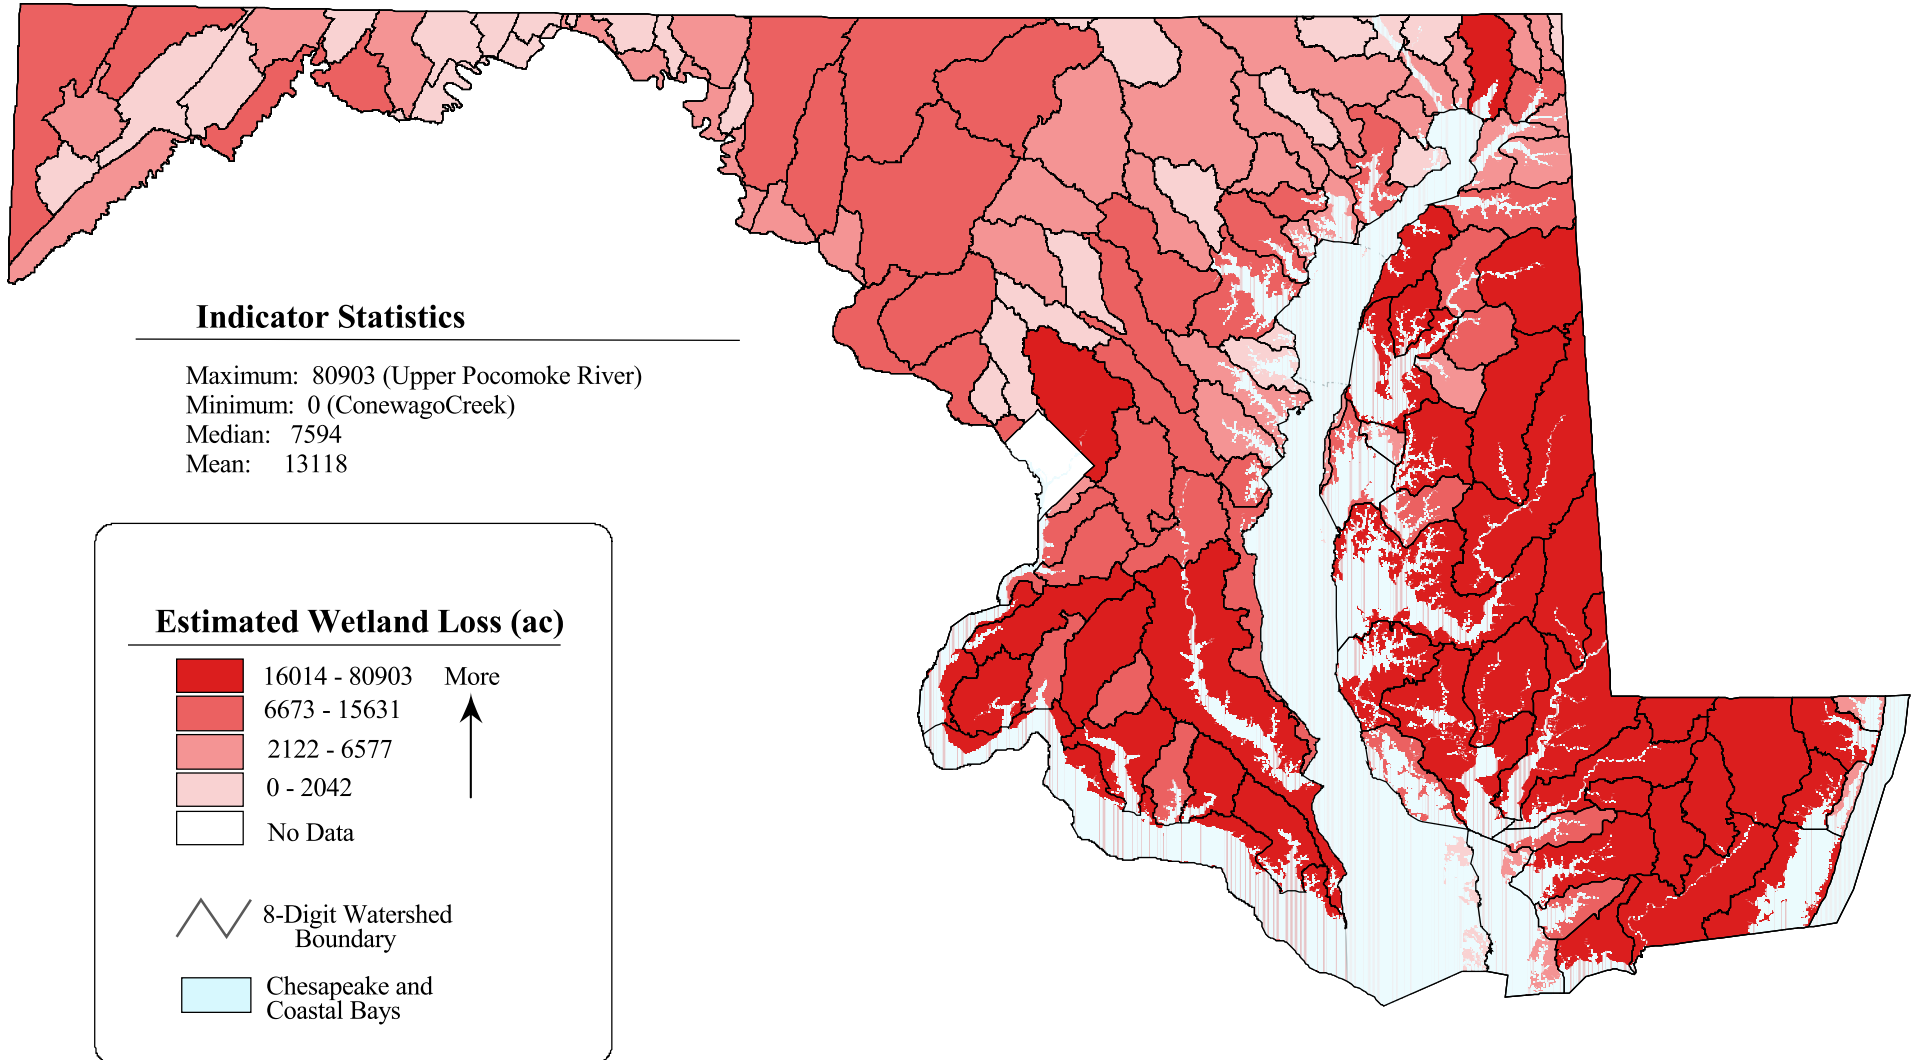 Indicator Statistics
Maximum: 80903 (Upper Pocomoke River)
Minimum: 0 (ConewagoCreek)
Median: 7594
Mean: 13118
Estimated Wetland Loss (ac)
16014 - 80903 More
6673 - 15631
2122 - 6577
0 - 2042
No Data
8-Digit Watershed
Boundary
Chesapeake and
Coastal Bays